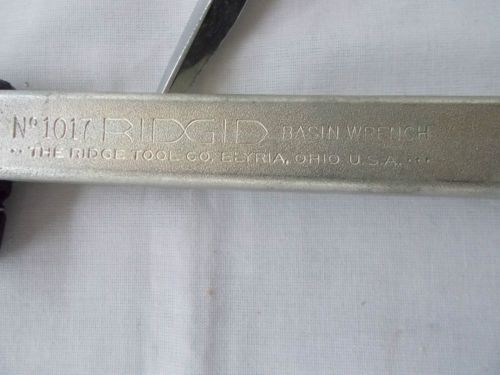 Nº 1017 RIDGID BASIN WRENCH
•• THE RIDGE TOOL CO. ELYRIA, OHIO U.S.A. •••